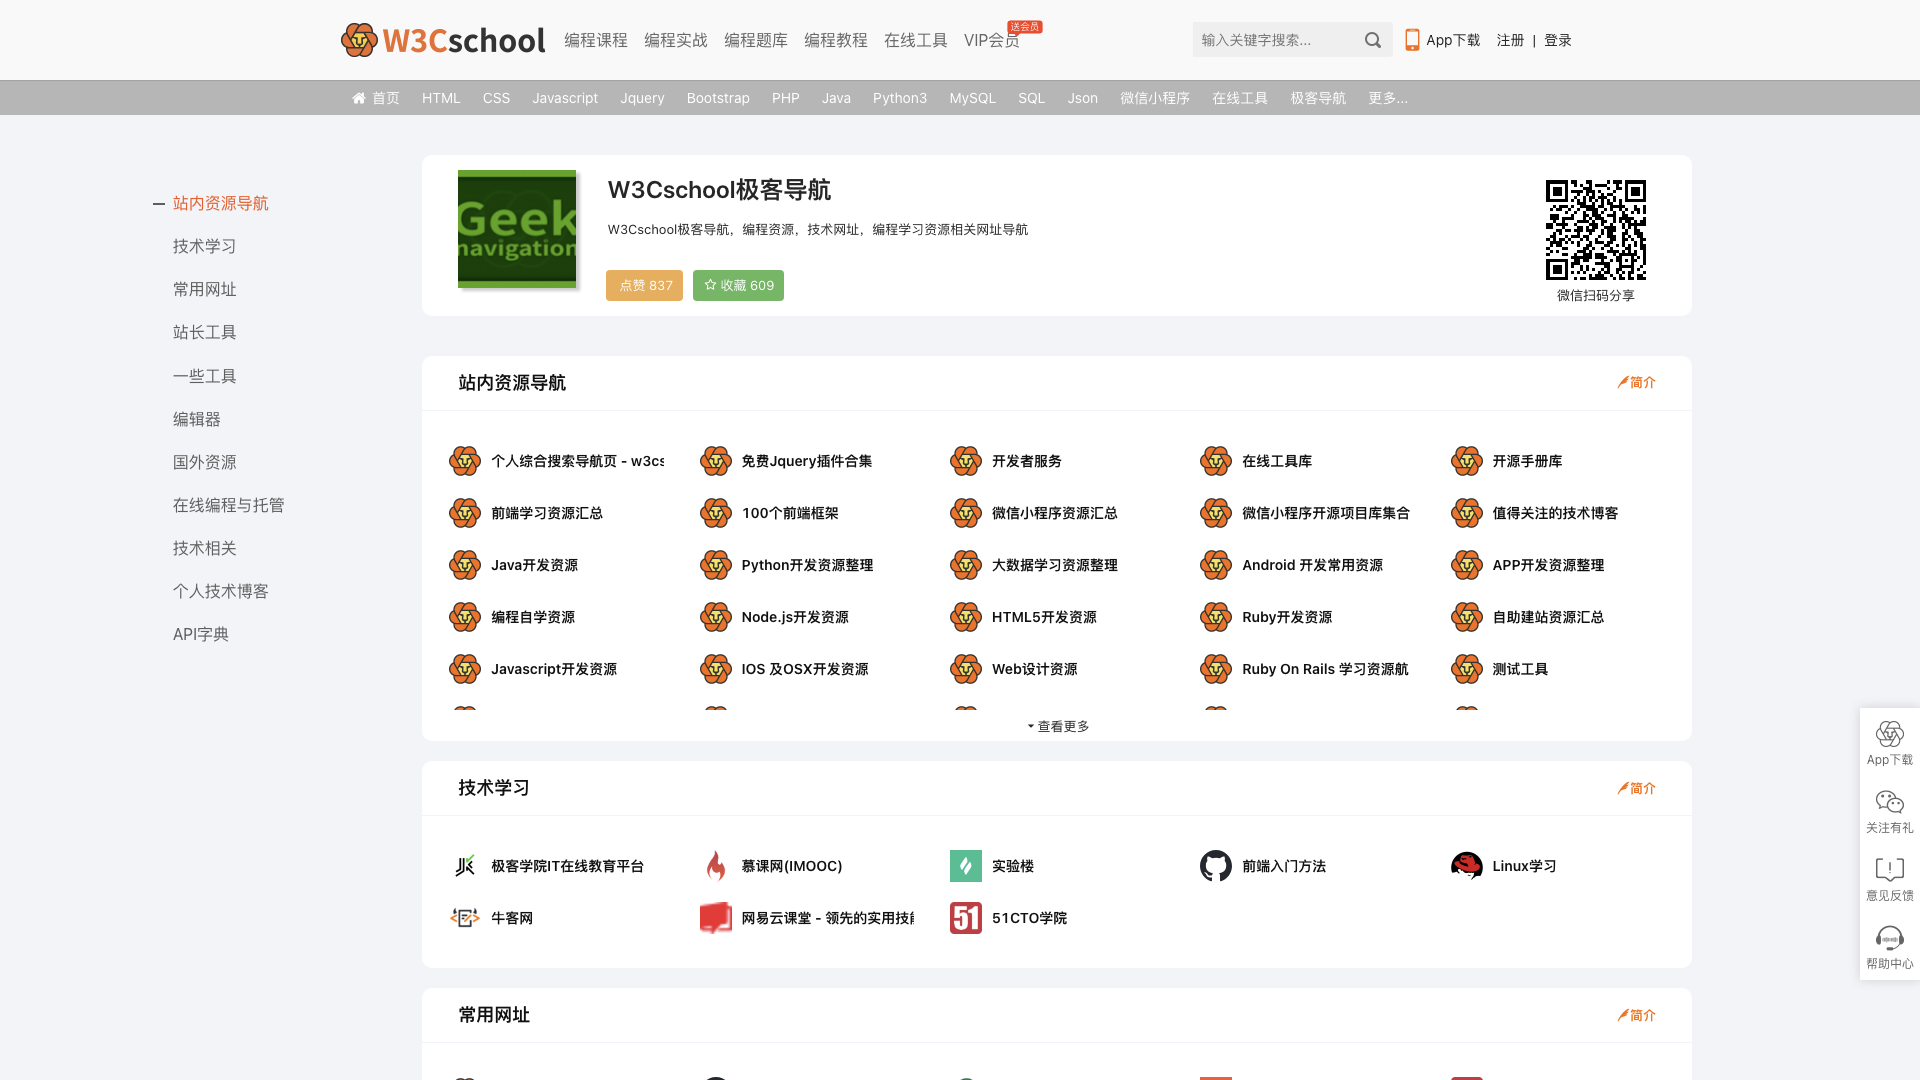 W3Cschool 编程课程 编程实战 编程题库 编程教程 在线工具 VIP会员 送会员 输入关键字搜索... App下载 注册 | 登录
首页 HTML CSS Javascript Jquery Bootstrap PHP Java Python3 MySQL SQL Json 微信小程序 在线工具 极客导航 更多...
站内资源导航
技术学习
常用网址
站长工具
一些工具
编辑器
国外资源
在线编程与托管
技术相关
个人技术博客
API字典
Geek
navigation
W3Cschool极客导航
W3Cschool极客导航，编程资源，技术网址，编程学习资源相关网址导航
点赞 837 收藏 609
微信扫码分享
站内资源导航 简介
个人综合搜索导航页 - w3cs 免费Jquery插件合集 开发者服务 在线工具库 开源手册库
前端学习资源汇总 100个前端框架 微信小程序资源汇总 微信小程序开源项目库集合 值得关注的技术博客
Java开发资源 Python开发资源整理 大数据学习资源整理 Android 开发常用资源 APP开发资源整理
编程自学资源 Node.js开发资源 HTML5开发资源 Ruby开发资源 自助建站资源汇总
Javascript开发资源 IOS 及OSX开发资源 Web设计资源 Ruby On Rails 学习资源航 测试工具
查看更多
技术学习 简介
极客学院IT在线教育平台 慕课网(IMOOC) 实验楼 前端入门方法 Linux学习
牛客网 网易云课堂 - 领先的实用技 51 51CTO学院
常用网址 简介
App下载
关注有礼
意见反馈
帮助中心